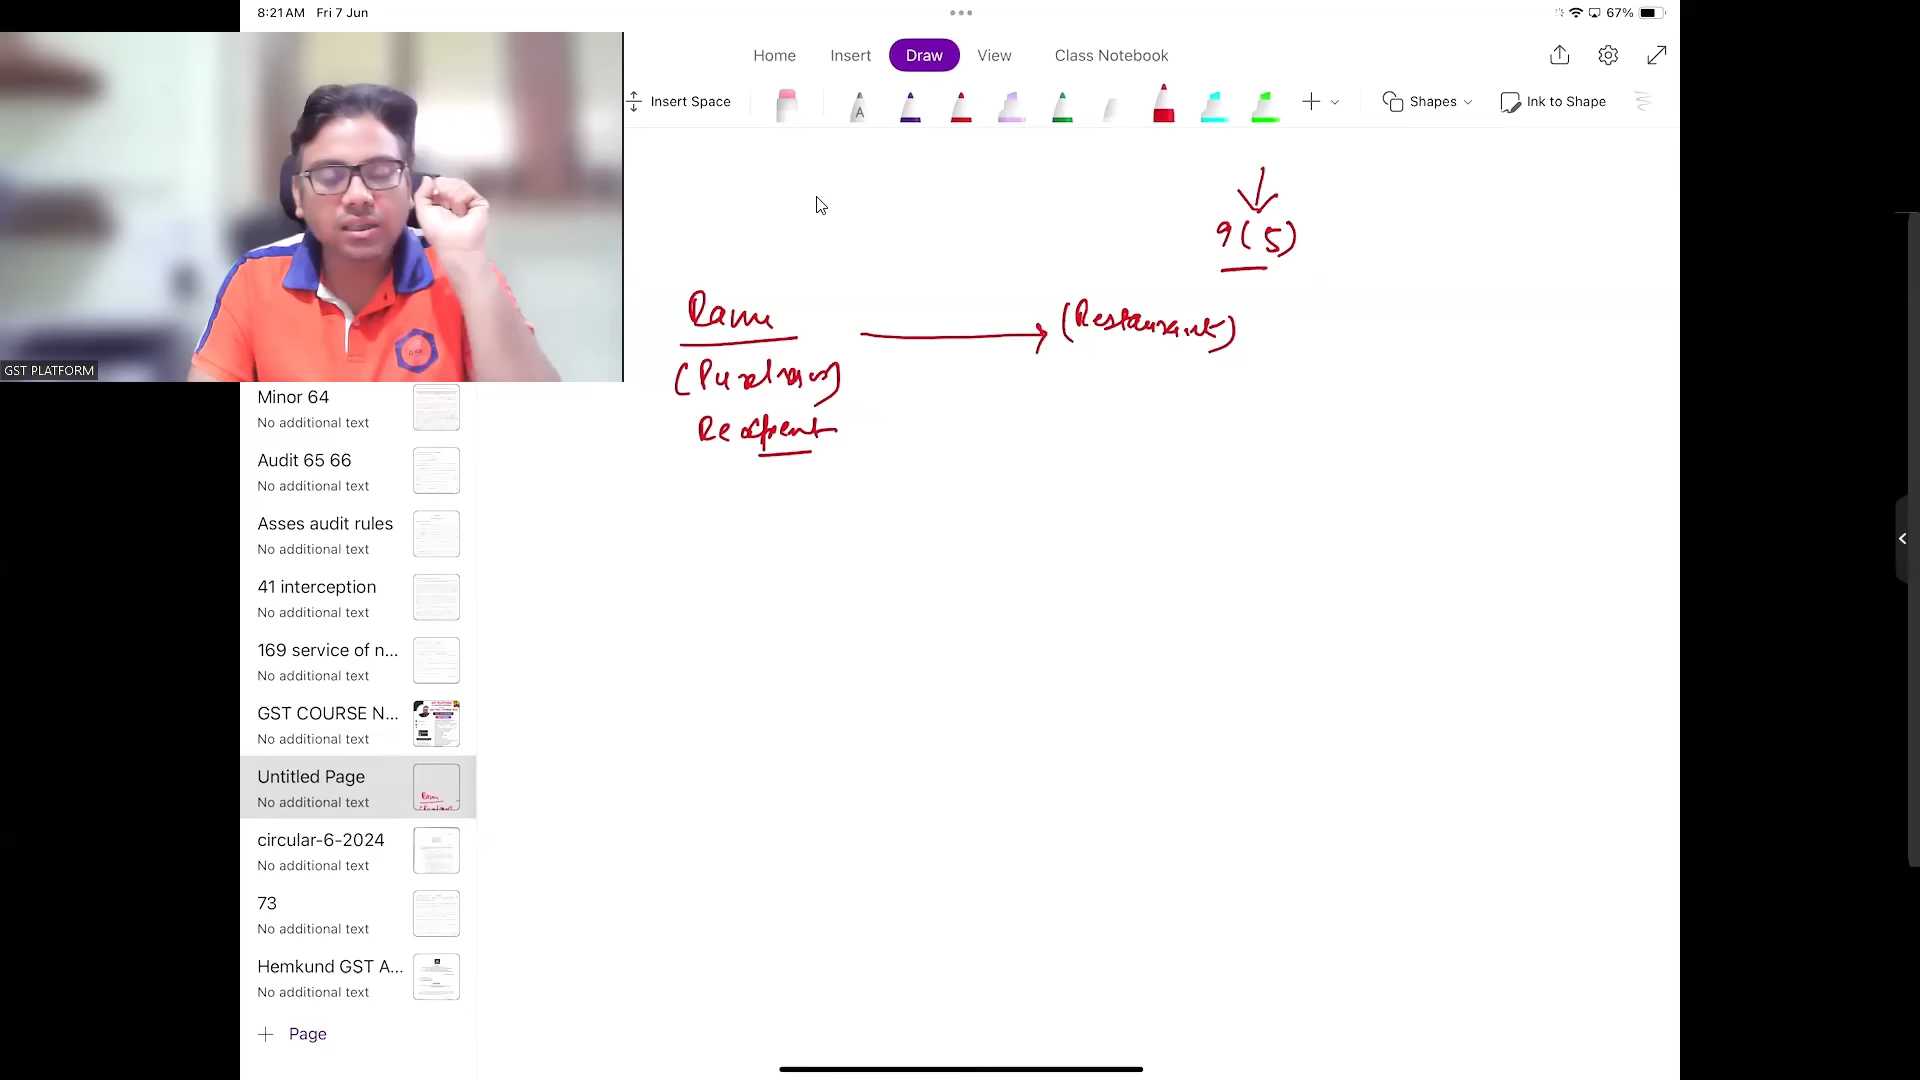 8:21 AM Fri 7 Jun
67%
Home Insert Draw View Class Notebook
Insert Space
A
Shapes
Ink to Shape
GST PLATFORM
9(5)
(Restaurant)
Recipient
Minor 64
No additional text
Audit 65 66
No additional text
Asses audit rules
No additional text
41 interception
No additional text
169 service of n...
No additional text
GST COURSE N...
No additional text
Untitled Page
No additional text
circular-6-2024
No additional text
73
No additional text
Hemkund GST A...
No additional text
Page